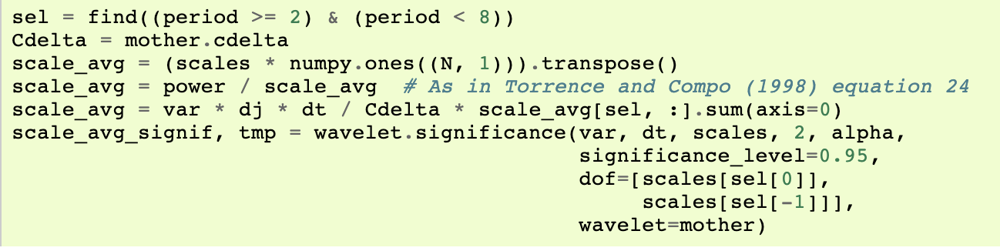 sel = find((period >= 2) & (period < 8))
Cdelta = mother.cdelta
scale_avg = (scales * numpy.ones((N, 1))).transpose()
scale_avg = power / scale_avg  # As in Torrence and Compo (1998) equation 24
scale_avg = var * dj * dt / Cdelta * scale_avg[sel, :].sum(axis=0)
scale_avg_signif, tmp = wavelet.significance(var, dt, scales, 2, alpha,
                                             significance_level=0.95,
                                             dof=[scales[sel[0]],
                                                  scales[sel[-1]]],
                                             wavelet=mother)